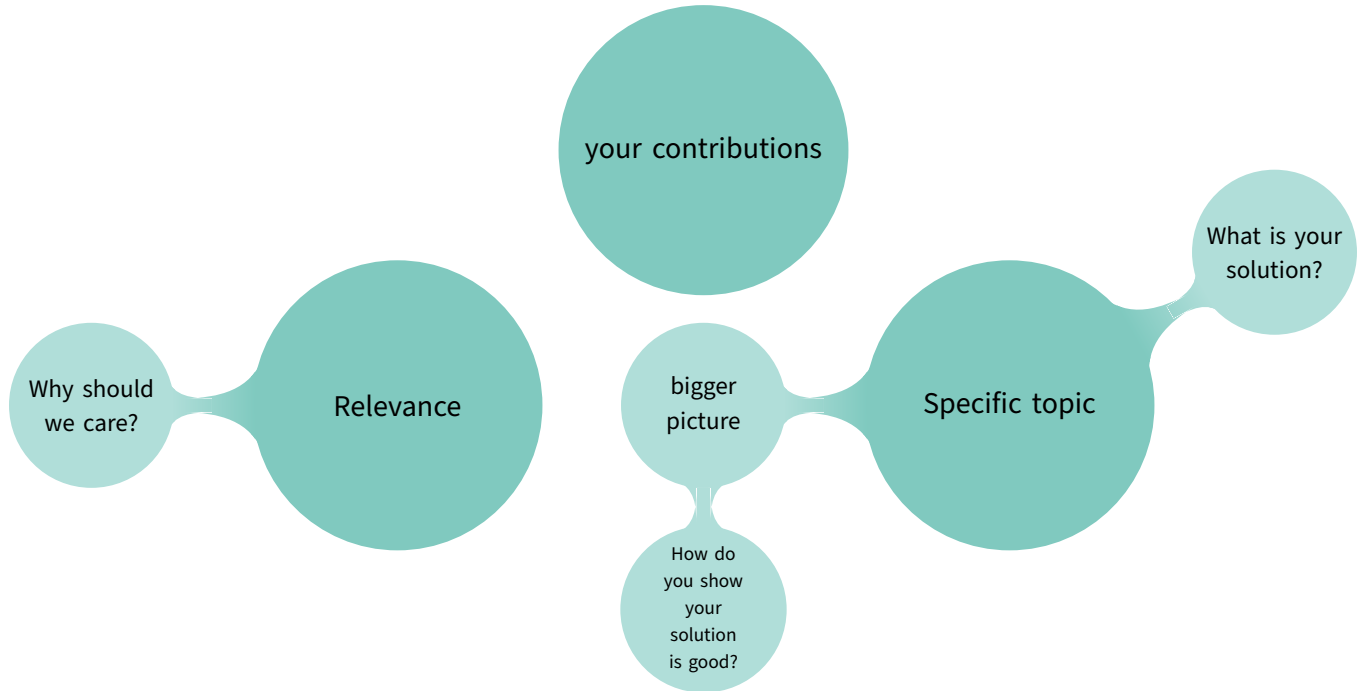 your contributions
What is your
solution?
Why should
we care?
Relevance
bigger
picture
Specific topic
How do
you show
your
solution
is good?